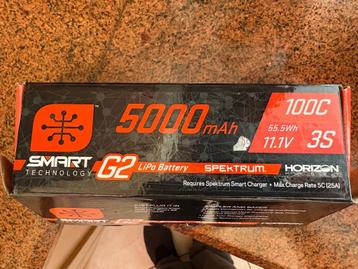 5000mAh
100C
55.5Wh
11.1V 3S
SMART
TECHNOLOGY
G2 LiPo Battery SPEKTRUM HORIZON
Requires Spektrum Smart Charger • Max Charge Rate 5C (25A)